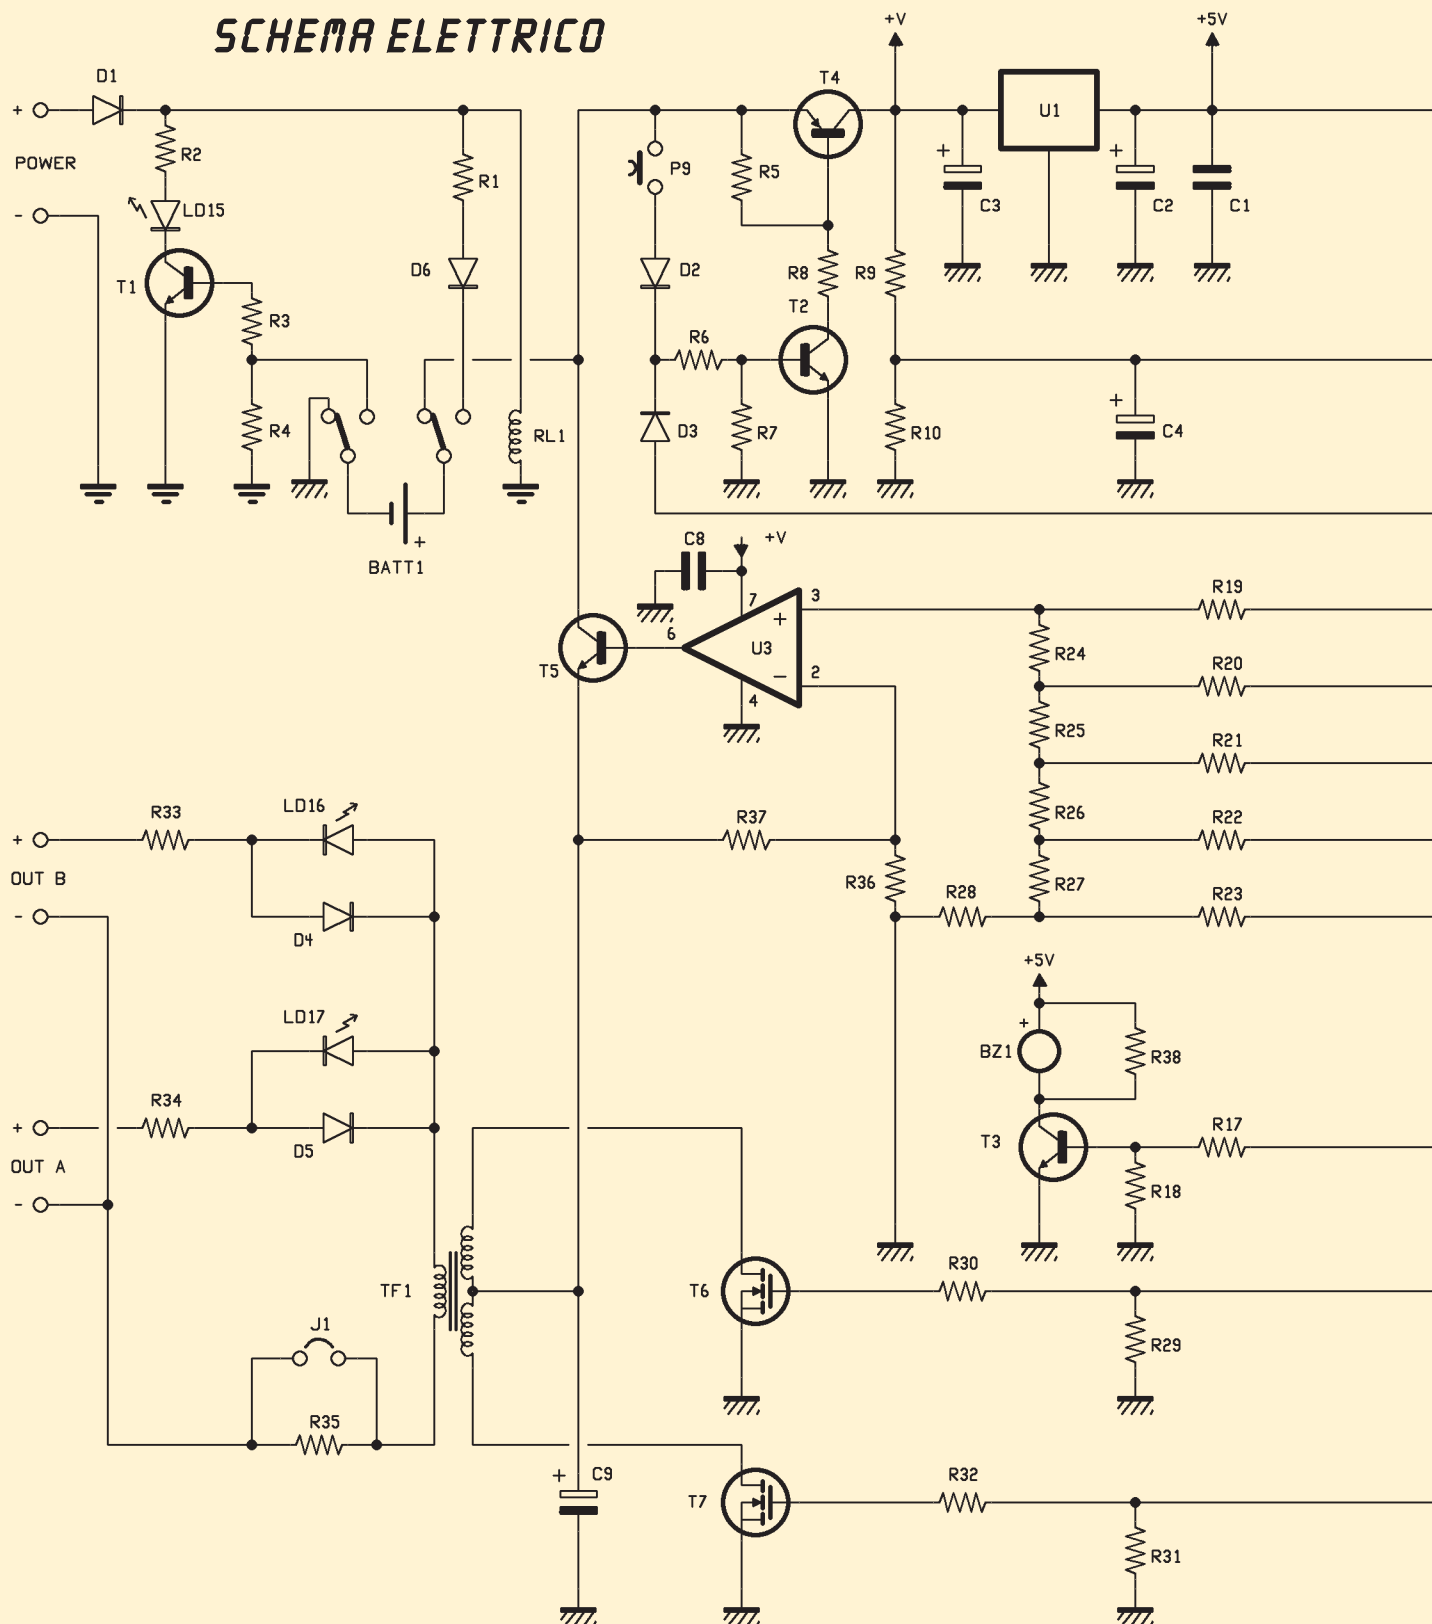 SCHEMA ELETTRICO
+V
+5V
D1
T4
+
U1
R2
POWER
P9
R5
+
+
R1
-
LD15
C3
C2
C1
T1
D6
D2
R8
R9
T2
R3
R6
R4
RL1
D3
R7
R10
+
C4
+
BATT1
C8
+V
7
3
R19
+
6
U3
R24
T5
-
2
R20
4
R25
R21
LD16
R33
R37
R26
R22
+
OUT B
R36
R28
R27
R23
-
D4
+5V
LD17
+
BZ1
R38
R34
R17
+
D5
T3
OUT A
R18
-
R30
TF1
T6
J1
R29
R35
+
C9
R32
T7
R31